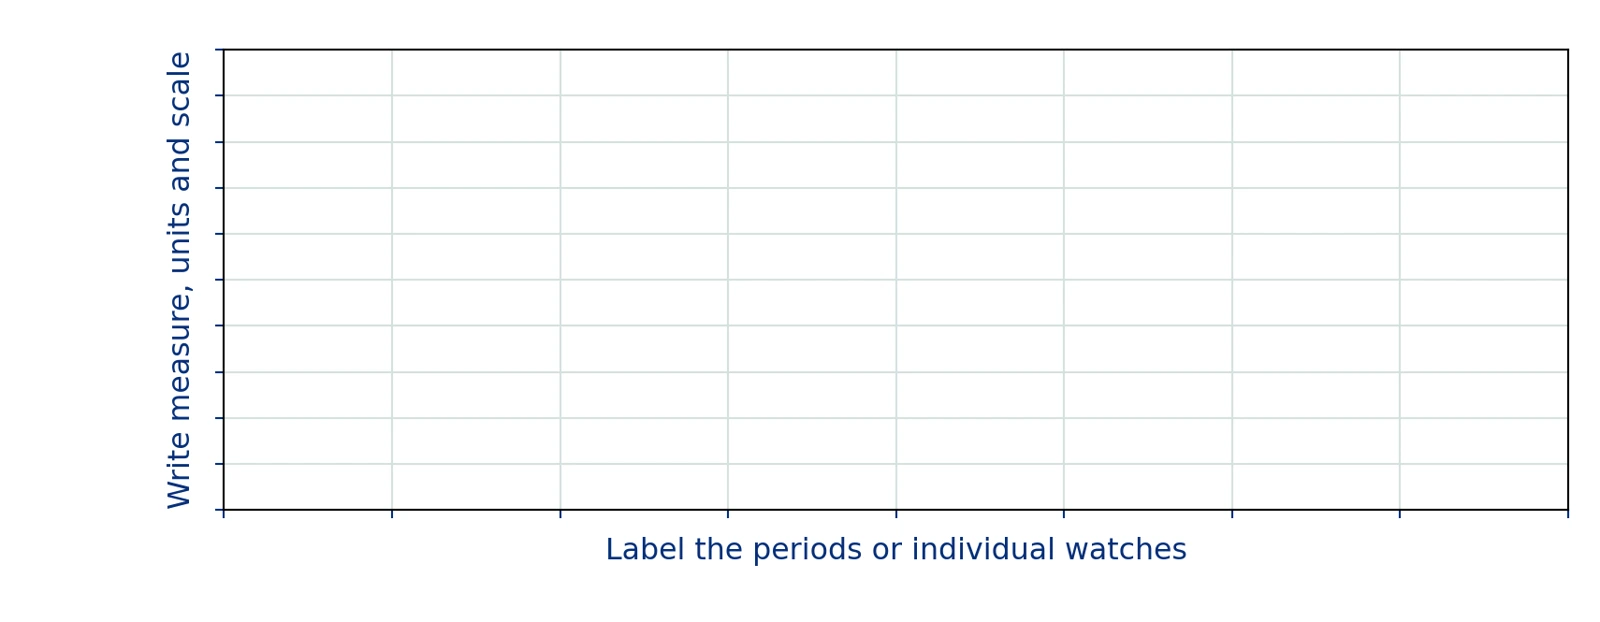 Write measure, units and scale
Label the periods or individual watches